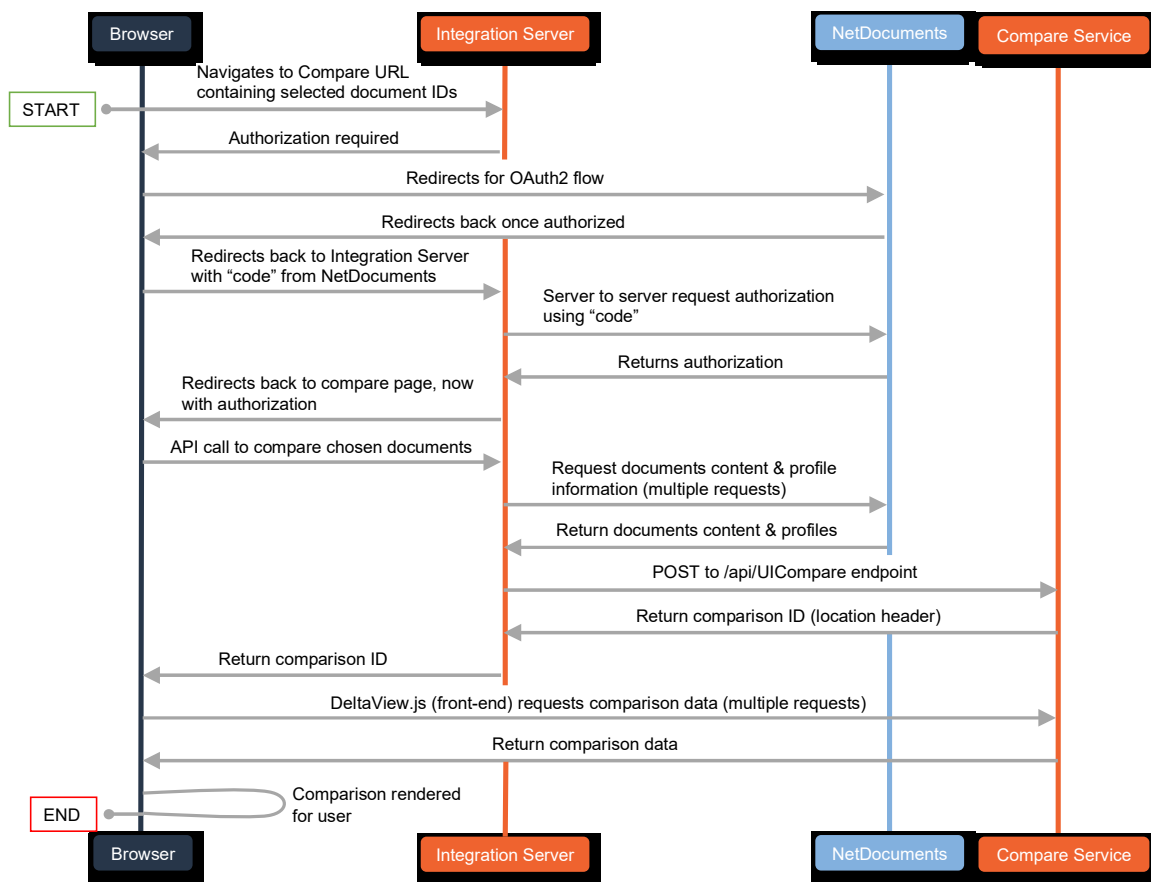 Browser
Integration Server
NetDocuments
Compare Service
Navigates to Compare URL
containing selected document IDs
START
Authorization required
Redirects for OAuth2 flow
Redirects back once authorized
Redirects back to Integration Server
with “code” from NetDocuments
Server to server request authorization
using “code”
Returns authorization
Redirects back to compare page, now
with authorization
API call to compare chosen documents
Request documents content & profile
information (multiple requests)
Return documents content & profiles
POST to /api/UICompare endpoint
Return comparison ID (location header)
Return comparison ID
DeltaView.js (front-end) requests comparison data (multiple requests)
Return comparison data
Comparison rendered
for user
END
Browser
Integration Server
NetDocuments
Compare Service